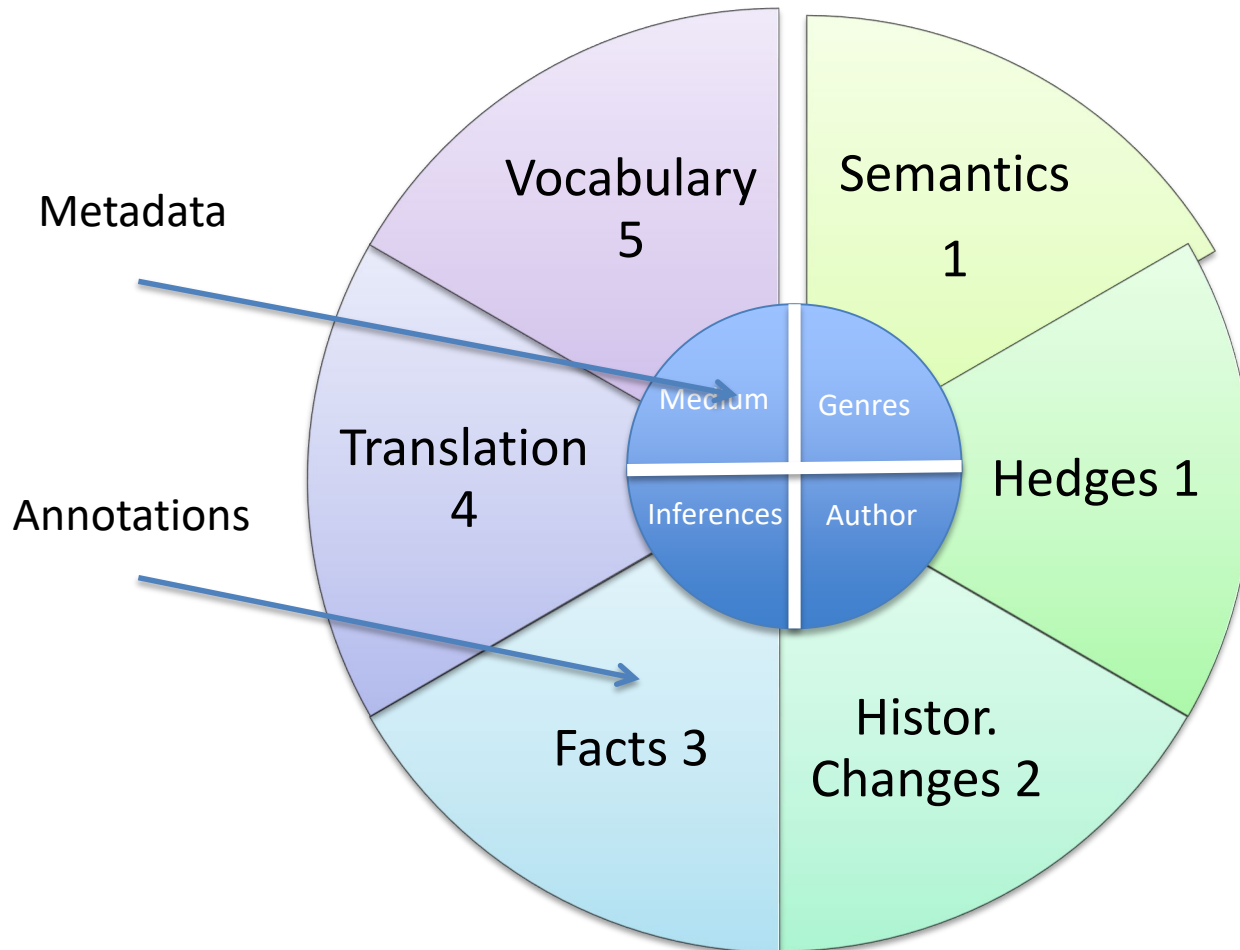 Vocabulary
5
Semantics
1
Metadata
Medium
Genres
Translation
4
Hedges 1
Annotations
Inferences
Author
Facts 3
Histor.
Changes 2